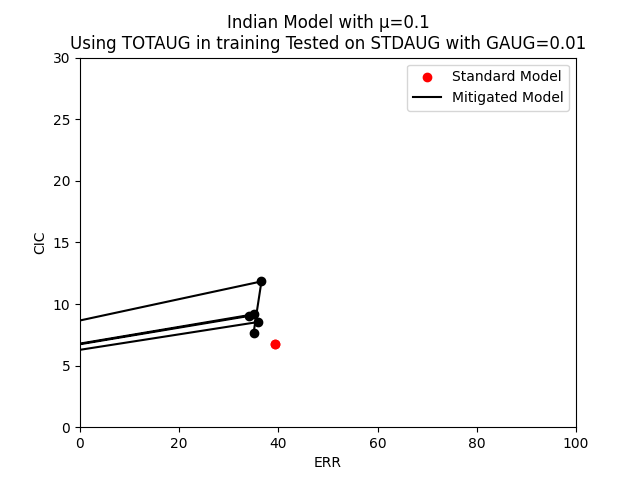 Indian Model with μ=0.1
Using TOTAUG in training Tested on STDAUG with GAUG=0.01
Standard Model
Mitigated Model
30
25
20
15
10
5
0
CIC
0 20 40 60 80 100
ERR